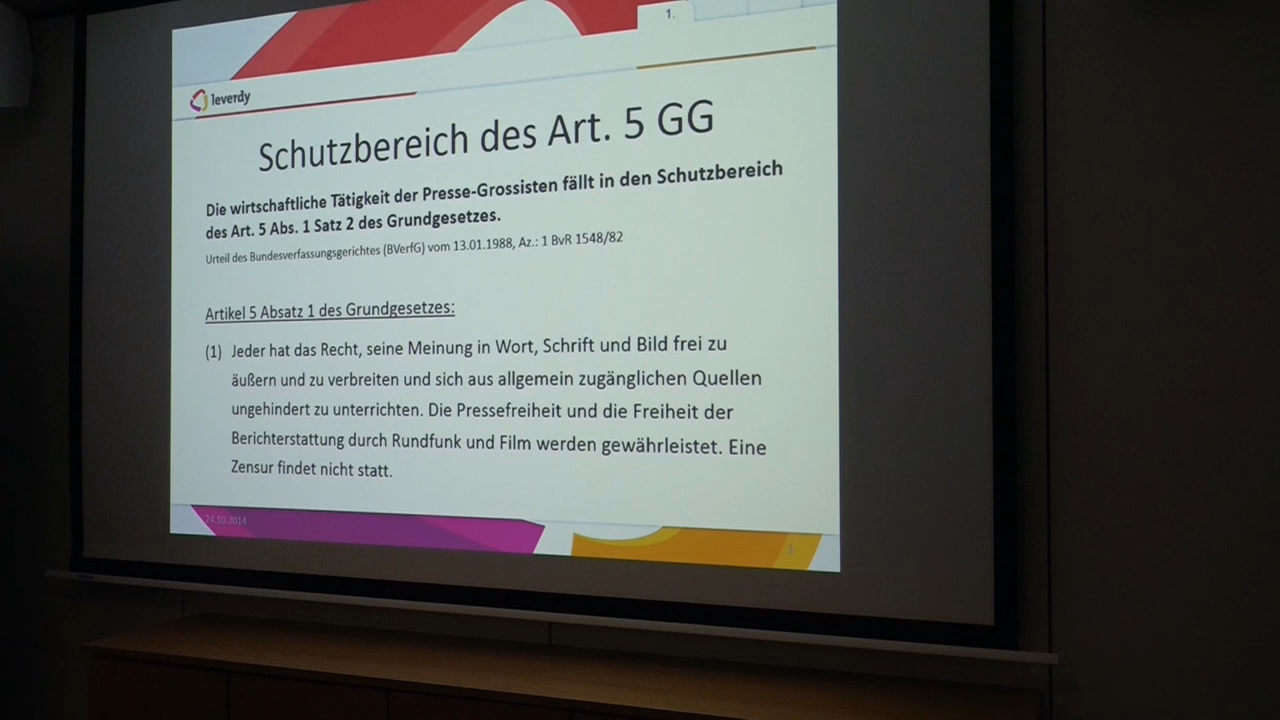 1.
leverdy
Schutzbereich des Art. 5 GG
Die wirtschaftliche Tätigkeit der Presse-Grossisten fällt in den Schutzbereich
des Art. 5 Abs. 1 Satz 2 des Grundgesetzes.
Urteil des Bundesverfassungsgerichtes (BVerfG) vom 13.01.1988, Az.: 1 BvR 1548/82
Artikel 5 Absatz 1 des Grundgesetzes:
(1) Jeder hat das Recht, seine Meinung in Wort, Schrift und Bild frei zu
äußern und zu verbreiten und sich aus allgemein zugänglichen Quellen
ungehindert zu unterrichten. Die Pressefreiheit und die Freiheit der
Berichterstattung durch Rundfunk und Film werden gewährleistet. Eine
Zensur findet nicht statt.
24.10.2014
3